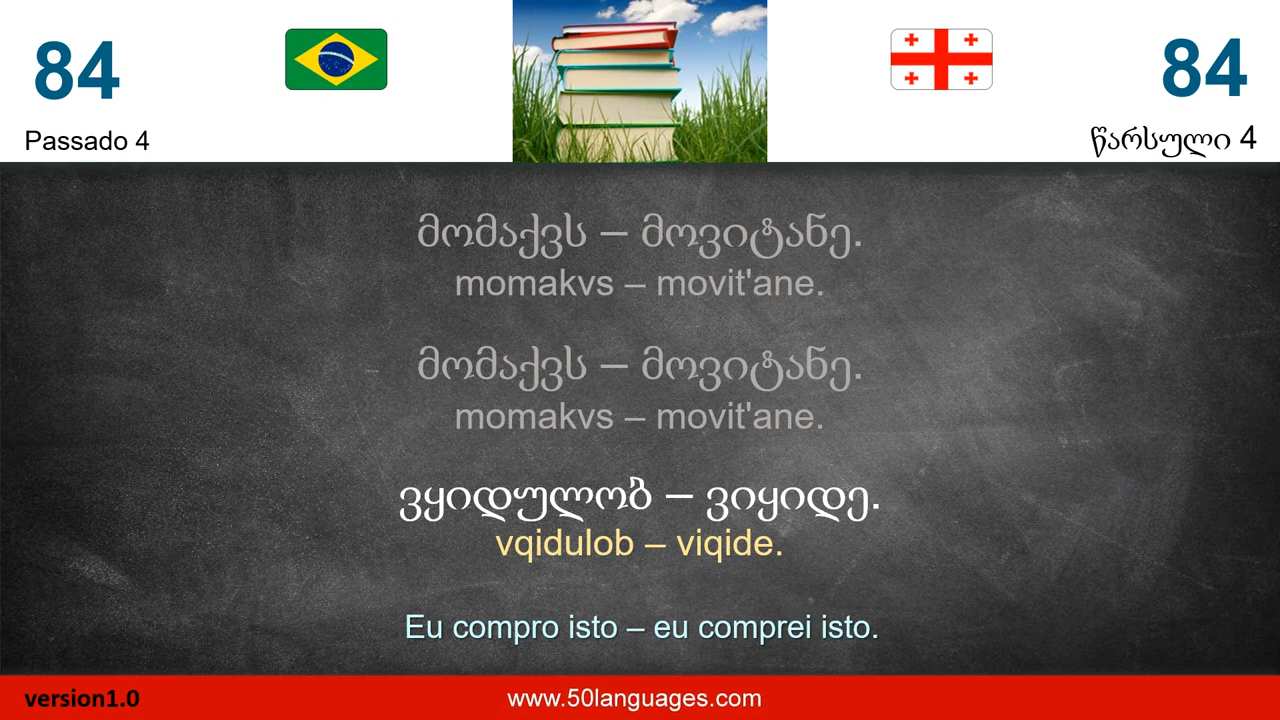 84
84
Passado 4
წარსული 4
მომაქვს – მოვიტანე.
momakvs – movit'ane.
მომაქვს – მოვიტანე.
momakvs – movit'ane.
ვყიდულობ – ვიყიდე.
vqidulob – viqide.
Eu compro isto – eu comprei isto.
version1.0
www.50languages.com